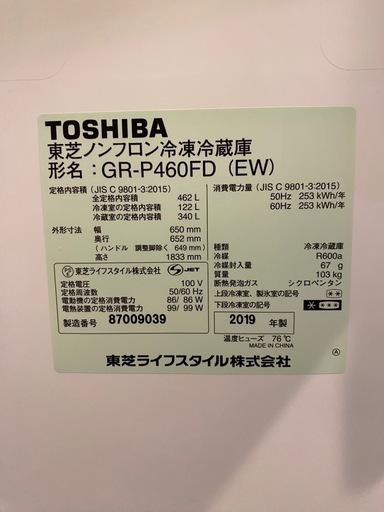 TOSHIBA
東芝ノンフロン冷凍冷蔵庫
形名：GR-P460FD (EW)
定格内容積 (JIS C 9801-3:2015)
全定格内容積 462 L
冷凍室の定格内容積 122 L
冷蔵室の定格内容積 340 L
外形寸法 幅 650 mm
奥行 652 mm
(ハンドル 調整脚除く 649 mm)
高さ 1833 mm
東芝ライフスタイル株式会社 JET
定格電圧 100 V
定格周波数 50/60 Hz
電動機の定格消費電力 86/ 86 W
電熱装置の定格消費電力 99/ 99 W
製造番号 87009039
消費電力量 (JIS C 9801-3:2015)
50Hz 253 kWh/年
60Hz 253 kWh/年
種類 冷凍冷蔵庫
冷媒 R600a
冷媒封入量 67 g
質量 103 kg
断熱発泡ガス シクロペンタン
上段冷凍室、製氷室の記号
下段冷凍室の記号
2019 年製
温度ヒューズ 76℃
MADE IN CHINA
東芝ライフスタイル株式会社
Ⓐ